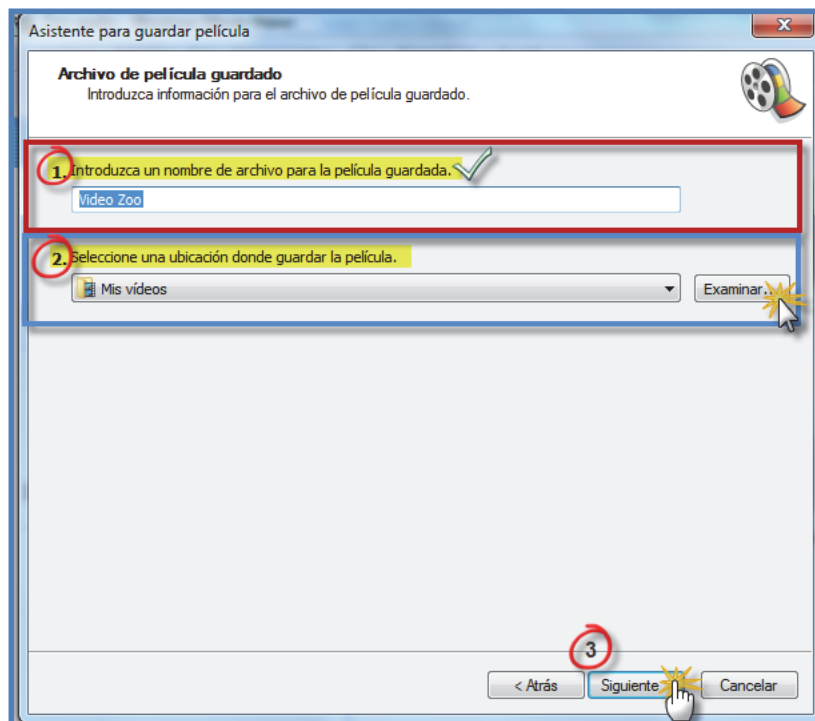 Asistente para guardar película
Archivo de película guardado
Introduzca información para el archivo de película guardado.
1. Introduzca un nombre de archivo para la película guardada.
Video Zoo
2. Seleccione una ubicación donde guardar la película.
Mis vídeos
Examinar...
3
< Atrás
Siguiente
Cancelar